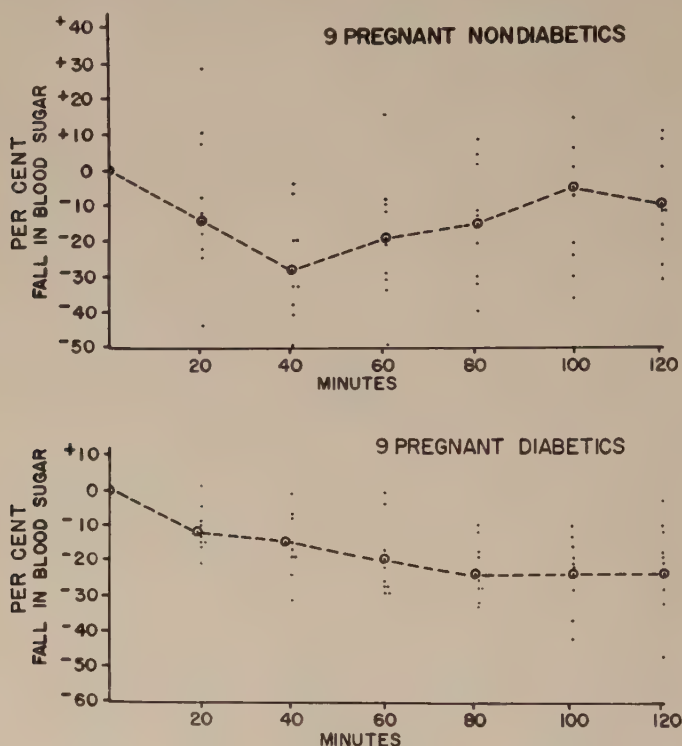 9 PREGNANT NONDIABETICS
PER CENT
FALL IN BLOOD SUGAR
+40
+30
+20
+10
0
-10
-20
-30
-40
-50
20 40 60 80 100 120
MINUTES
9 PREGNANT DIABETICS
PER CENT
FALL IN BLOOD SUGAR
+10
0
-10
-20
-30
-40
-50
-60
20 40 60 80 100 120
MINUTES